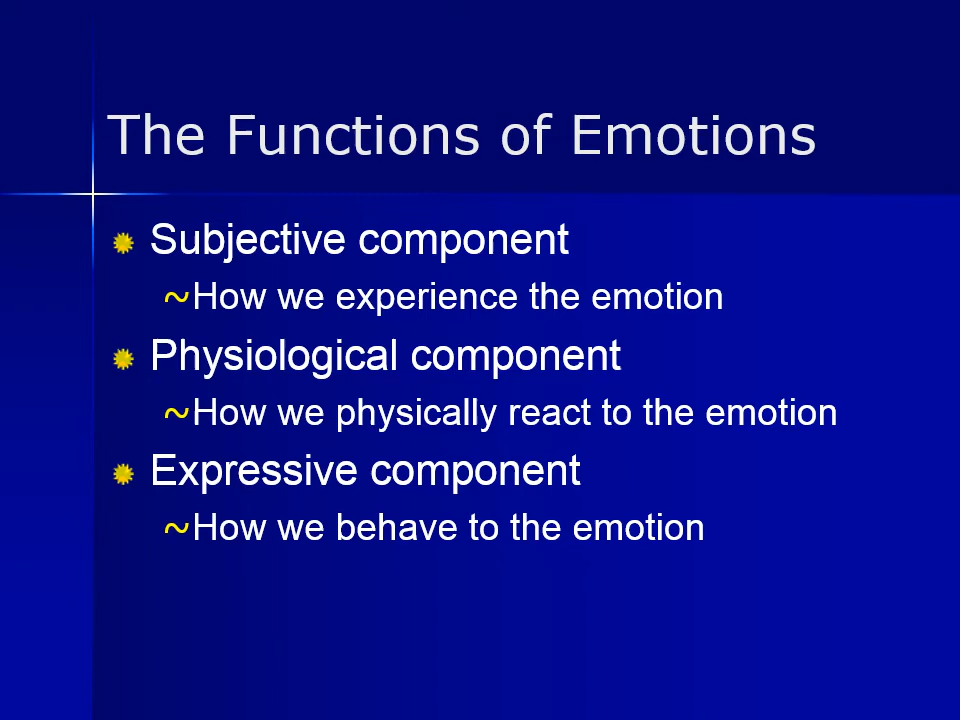 The Functions of Emotions
Subjective component
~How we experience the emotion
Physiological component
~How we physically react to the emotion
Expressive component
~How we behave to the emotion